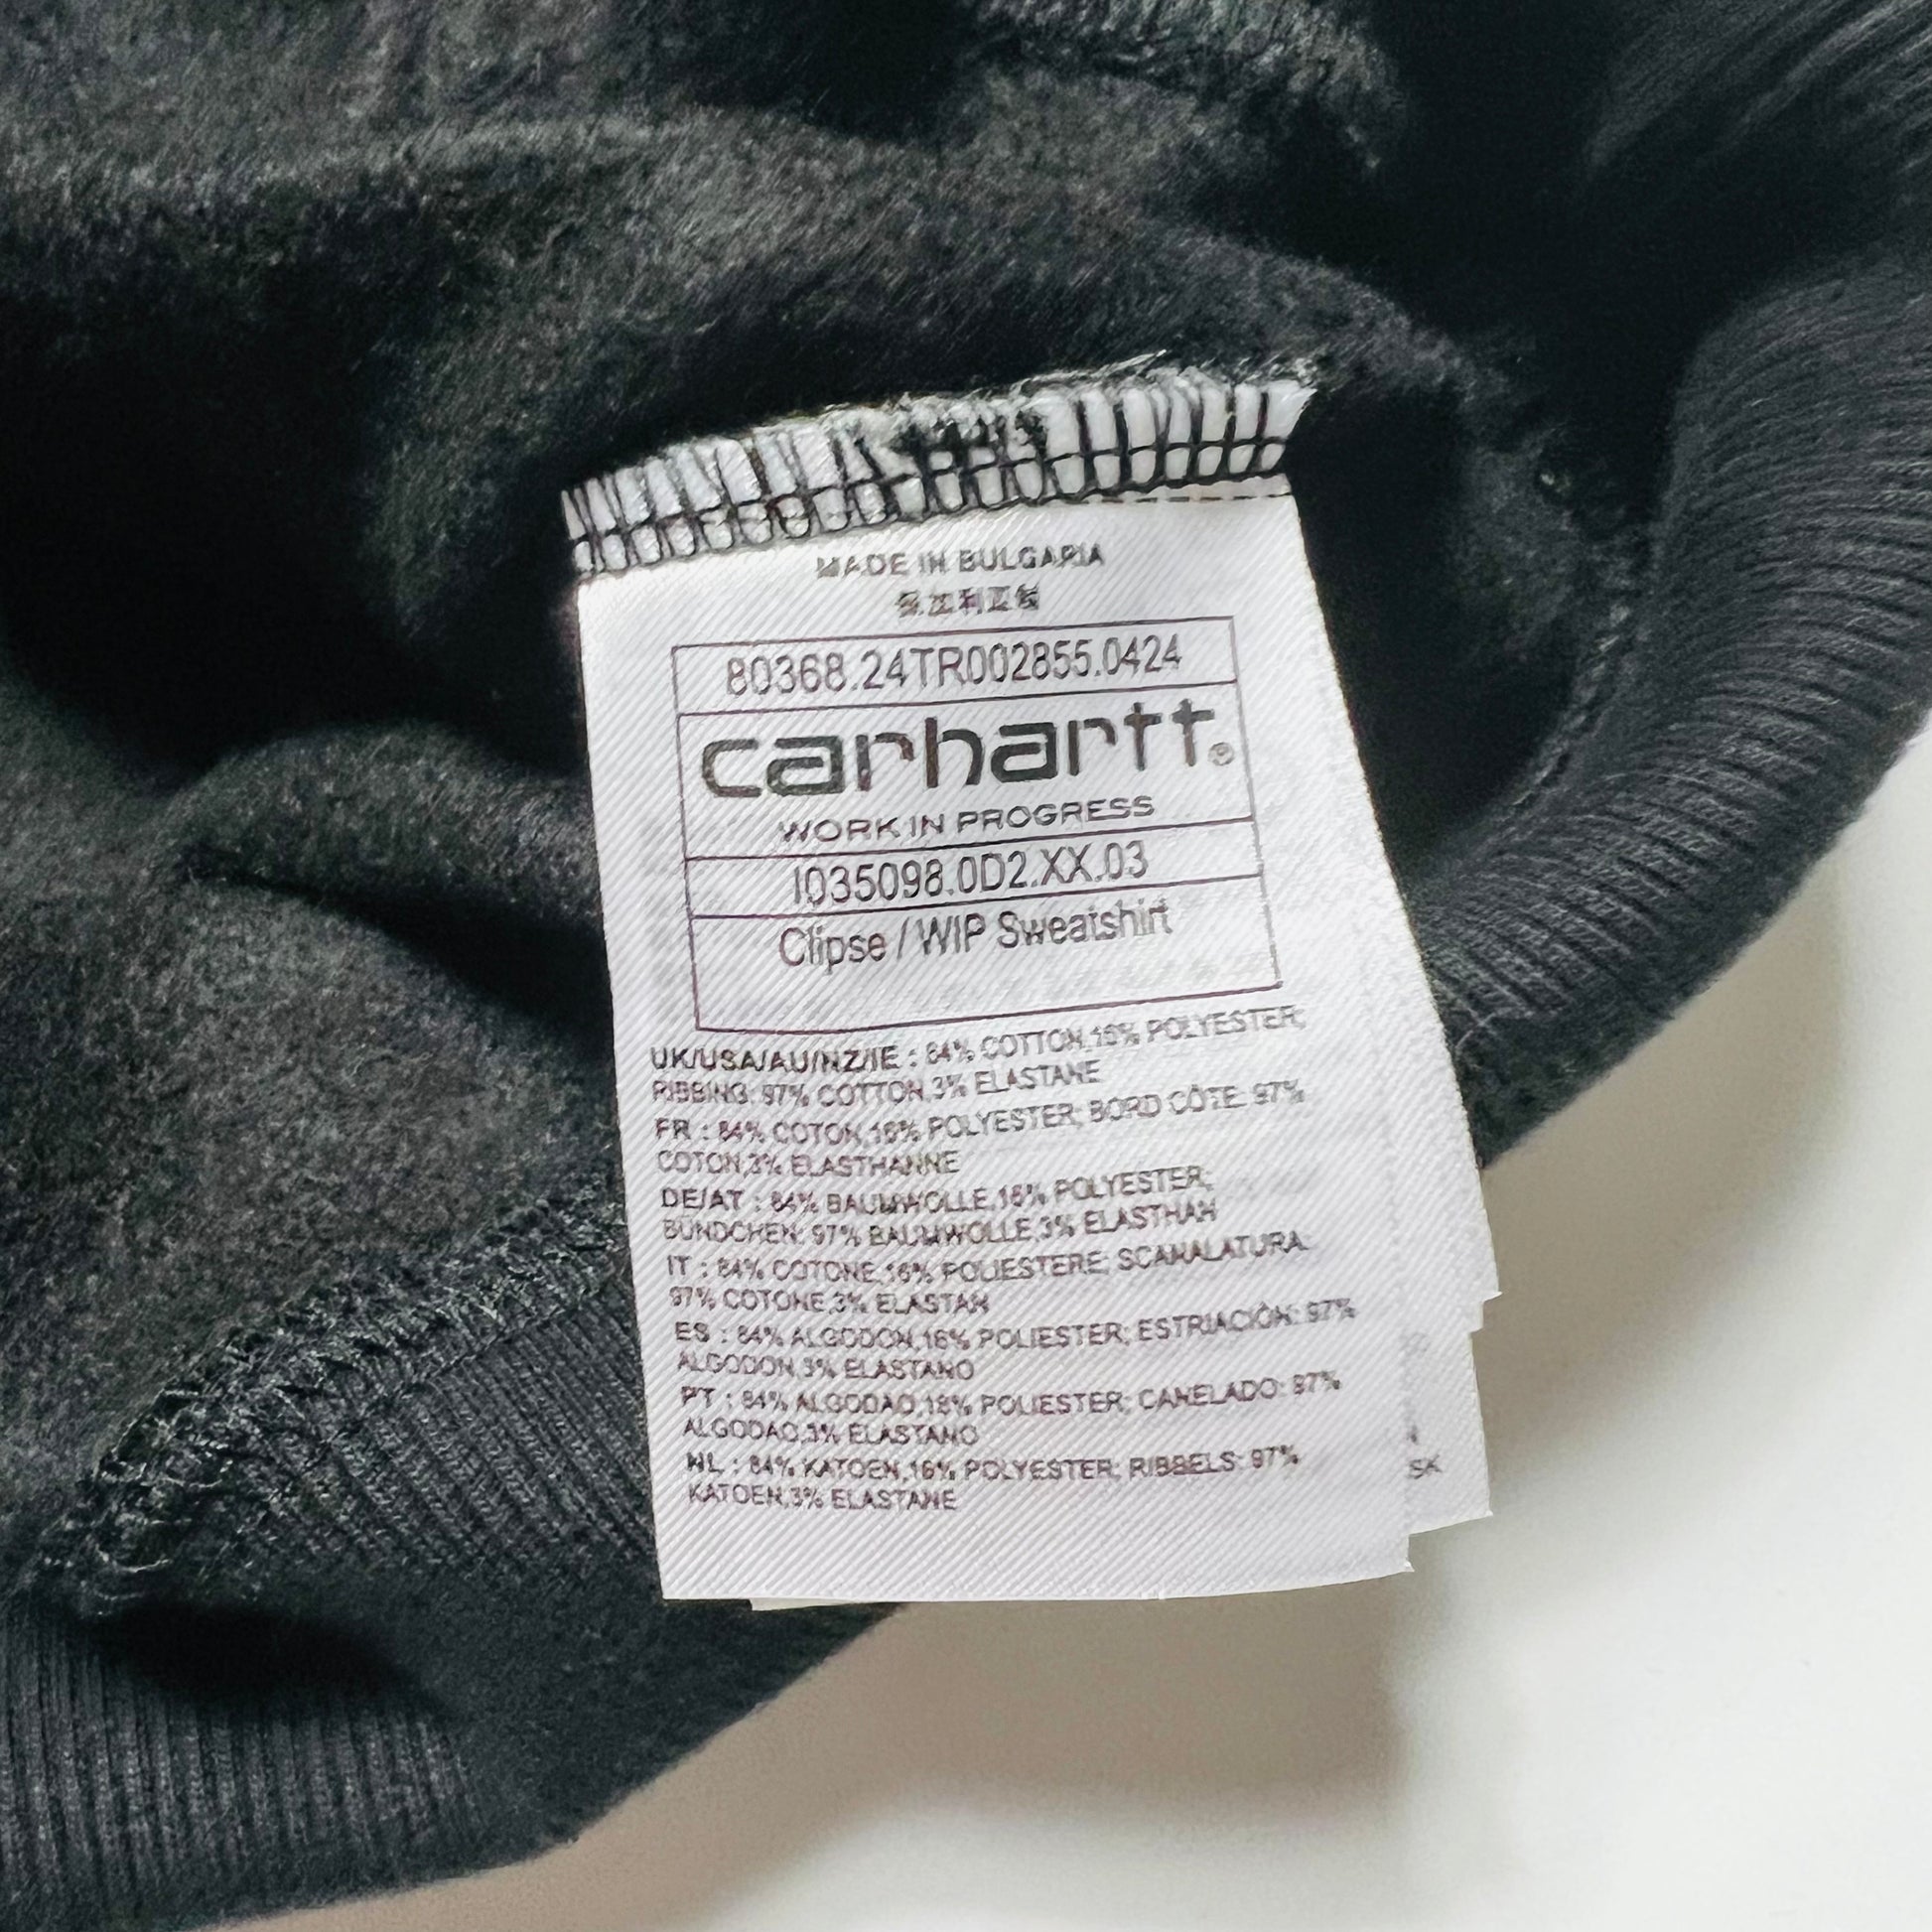 MADE IN BULGARIA
保加利亚制
80368.24TR002855.0424
carhartt®
WORK IN PROGRESS
I035098.0D2.XX.03
Clipse / WIP Sweatshirt
UK/USA/AU/NZ/IE : 84% COTTON,16% POLYESTER;
RIBBING: 97% COTTON,3% ELASTANE
FR : 84% COTON,16% POLYESTER; BORD CÔTE: 97%
COTON,3% ELASTHANNE
DE/AT : 84% BAUMWOLLE,16% POLYESTER;
BÜNDCHEN: 97% BAUMWOLLE,3% ELASTHAN
IT : 84% COTONE,16% POLIESTERE; SCANALATURA:
97% COTONE,3% ELASTAN
ES : 84% ALGODON,16% POLIESTER; ESTRIACIÓN: 97%
ALGODON,3% ELASTANO
PT : 84% ALGODAO,16% POLIESTER; CANELADO: 97%
ALGODAO,3% ELASTANO
NL : 84% KATOEN,16% POLYESTER; RIBBELS: 97%
KATOEN,3% ELASTANE
SK